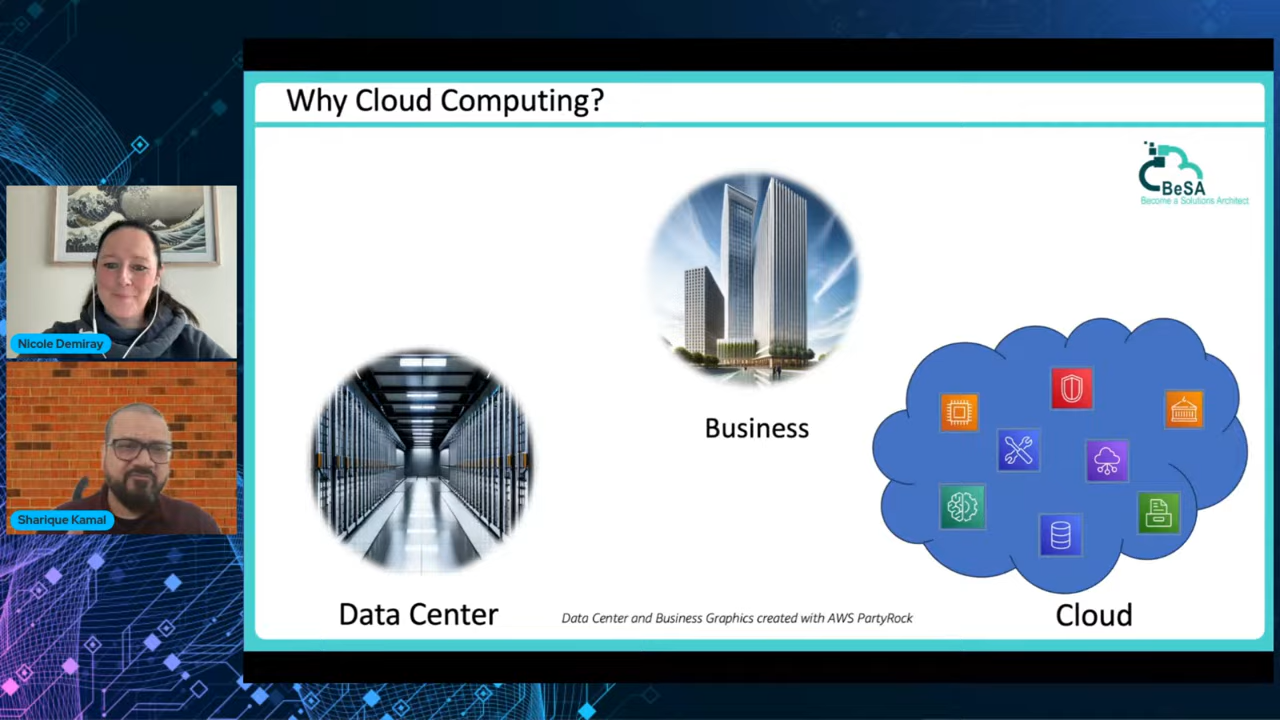 Why Cloud Computing?
BeSA
Become a Solutions Architect
Nicole Demiray
Business
Sharique Kamal
Data Center
Data Center and Business Graphics created with AWS PartyRock
Cloud